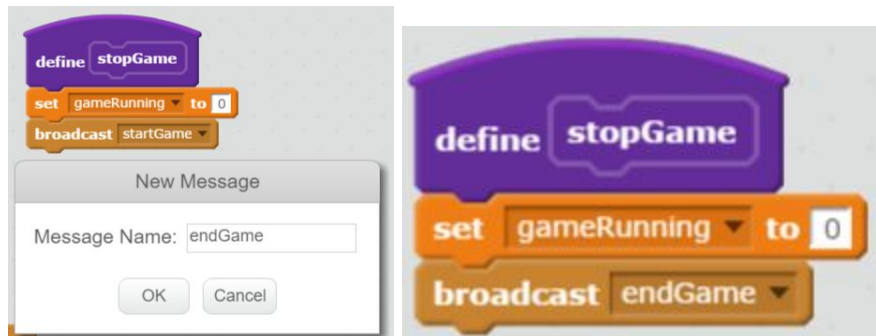 define stopGame
set gameRunning to 0
broadcast startGame
New Message
Message Name: endGame
OK Cancel
define stopGame
set gameRunning to 0
broadcast endGame